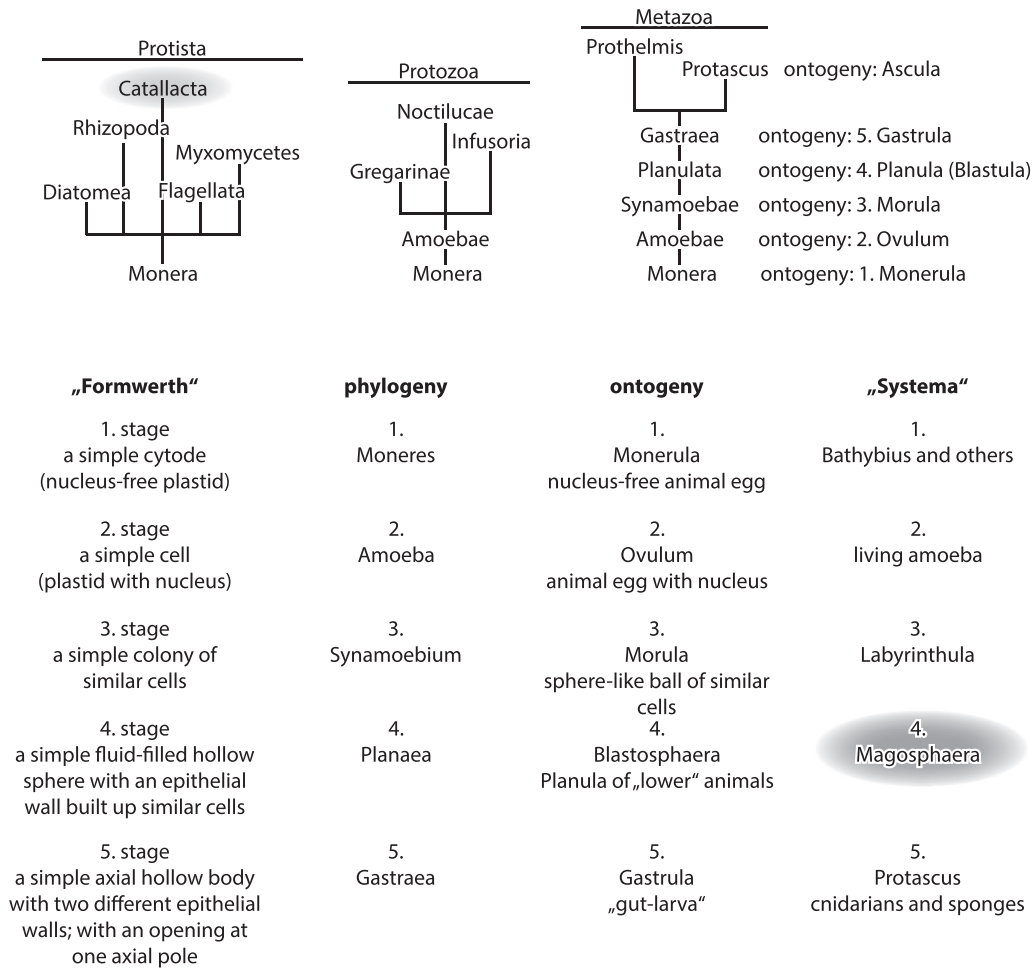 Protista
Catallacta
Rhizopoda
Myxomycetes
Diatomea
Flagellata
Monera
Protozoa
Noctilucae
Infusoria
Gregarinae
Amoebae
Monera
Metazoa
Prothelmis
Protascus ontogeny: Ascula
Gastraea ontogeny: 5. Gastrula
Planulata ontogeny: 4. Planula (Blastula)
Synamoebae ontogeny: 3. Morula
Amoebae ontogeny: 2. Ovulum
Monera ontogeny: 1. Monerula
„Formwerth“ phylogeny ontogeny „Systema“
1. stage
a simple cytode
(nucleus-free plastid)
1.
Moneres
1.
Monerula
nucleus-free animal egg
1.
Bathybius and others
2. stage
a simple cell
(plastid with nucleus)
2.
Amoeba
2.
Ovulum
animal egg with nucleus
2.
living amoeba
3. stage
a simple colony of
similar cells
3.
Synamoebium
3.
Morula
sphere-like ball of similar
cells
3.
Labyrinthula
4. stage
a simple fluid-filled hollow
sphere with an epithelial
wall built up similar cells
4.
Planaea
4.
Blastosphaera
Planula of „lower“ animals
4.
Magosphaera
5. stage
a simple axial hollow body
with two different epithelial
walls; with an opening at
one axial pole
5.
Gastraea
5.
Gastrula
„gut-larva“
5.
Protascus
cnidarians and sponges